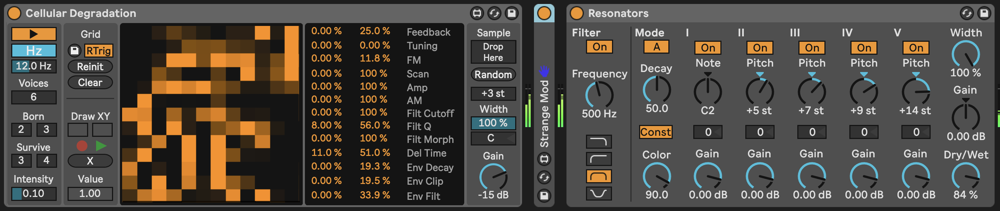 Cellular Degradation
Hz
12.0 Hz
Voices
6
Born
2 3
Survive
3 4
Intensity
0.10
Grid
RTrig
Reinit
Clear
Draw XY
X
Value
1.00
0.00 % 25.0 % Feedback
0.00 % 0.00 % Tuning
0.00 % 11.8 % FM
0.00 % 100 % Scan
0.00 % 100 % Amp
0.00 % 100 % AM
0.00 % 100 % Filt Cutoff
8.00 % 56.0 % Filt Q
0.00 % 100 % Filt Morph
11.0 % 51.0 % Del Time
0.00 % 19.3 % Env Decay
0.00 % 19.5 % Env Clip
0.00 % 33.9 % Env Filt
Sample
Drop
Here
Random
+3 st
Width
100 %
C
Gain
-15 dB
Strange Mod
Resonators
Filter
On
Frequency
500 Hz
Mode
A
Decay
50.0
Const
Color
90.0
I
On
Note
C2
0
Gain
0.00 dB
II
On
Pitch
+5 st
0
Gain
0.00 dB
III
On
Pitch
+7 st
0
Gain
0.00 dB
IV
On
Pitch
+9 st
0
Gain
0.00 dB
V
On
Pitch
+14 st
0
Gain
0.00 dB
Width
100 %
Gain
0.00 dB
Dry/Wet
84 %